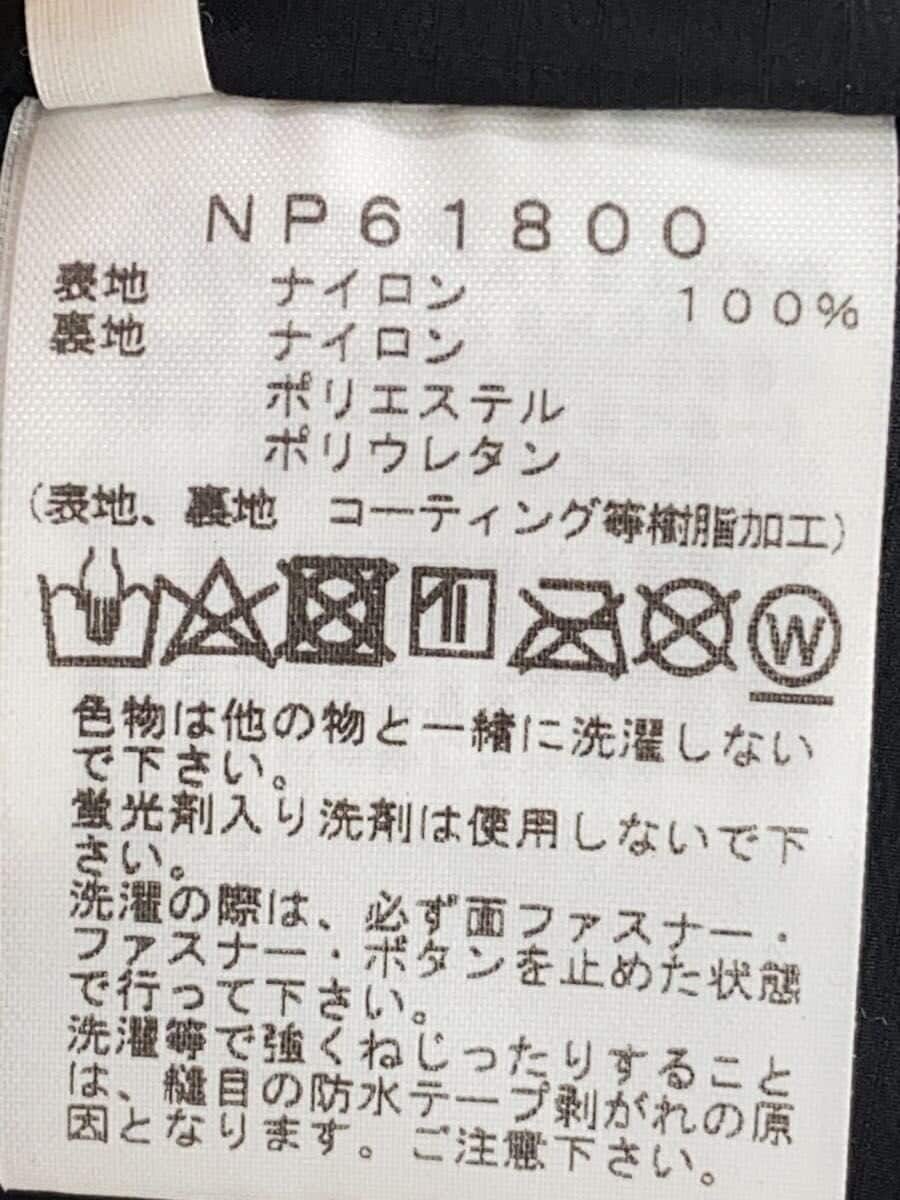 NP61800
表地 ナイロン 100%
裏地 ナイロン
ポリエステル
ポリウレタン
(表地、裏地 コーティング等樹脂加工)
W
色物は他の物と一緒に洗濯しない
で下さい。
蛍光剤入り洗剤は使用しないで下
さい。
洗濯の際は、必ず面ファスナー・
ファスナー・ボタンを止めた状態
で行って下さい。
洗濯等で強くねじったりすること
は、縫目の防水テープ剥がれの原
因となります。ご注意下さい。